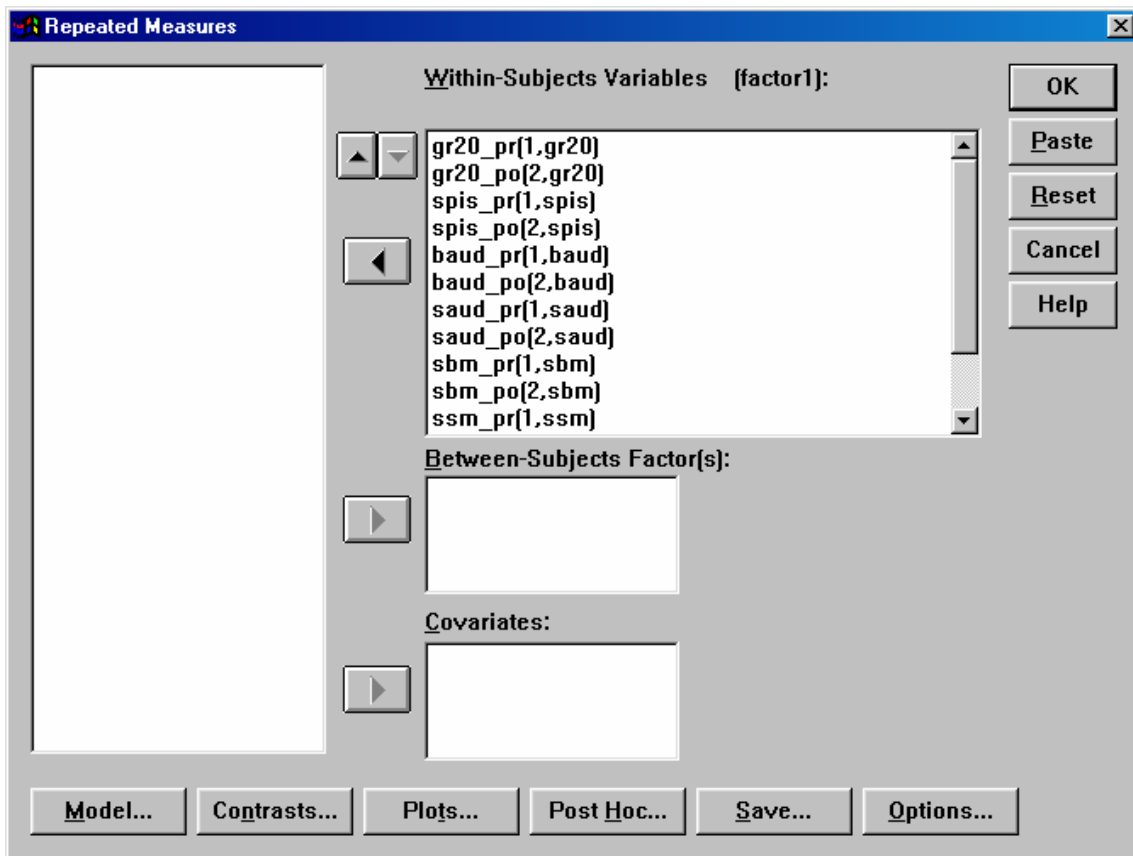 Repeated Measures
Within-Subjects Variables (factor1):
gr20_pr(1,gr20)
gr20_po(2,gr20)
spis_pr(1,spis)
spis_po(2,spis)
baud_pr(1,baud)
baud_po(2,baud)
saud_pr(1,saud)
saud_po(2,saud)
sbm_pr(1,sbm)
sbm_po(2,sbm)
ssm_pr(1,ssm)
OK
Paste
Reset
Cancel
Help
Between-Subjects Factor(s):
Covariates:
Model... Contrasts... Plots... Post Hoc... Save... Options...